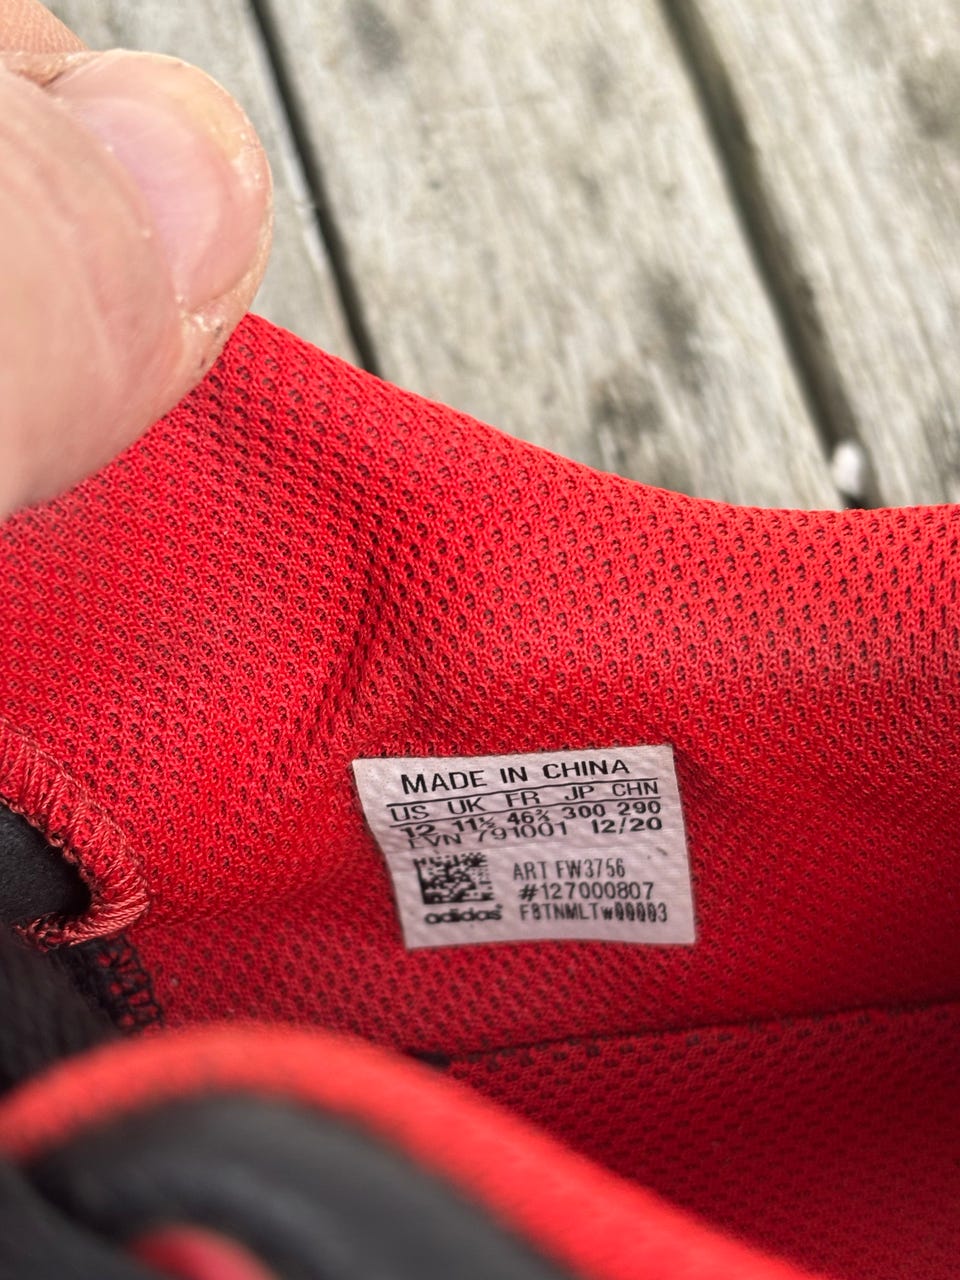 MADE IN CHINA
US UK FR JP CHN
12 11½ 46⅔ 300 290
EVN 791001 12/20
ART FW3756
#127000807
adidas F8TNMLTw00003